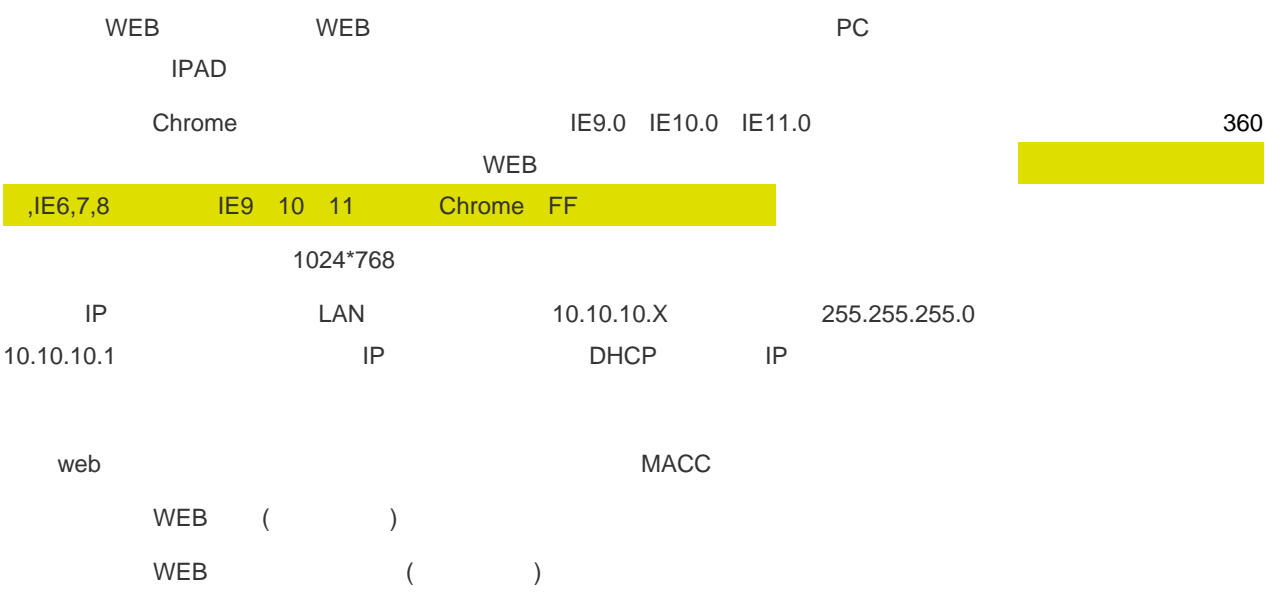 WEB WEB PC
IPAD
Chrome IE9.0 IE10.0 IE11.0 360
WEB
,IE6,7,8 IE9 10 11 Chrome FF
1024*768
IP LAN 10.10.10.X 255.255.255.0
10.10.10.1 IP DHCP IP
web MACC
WEB ( )
WEB ( )